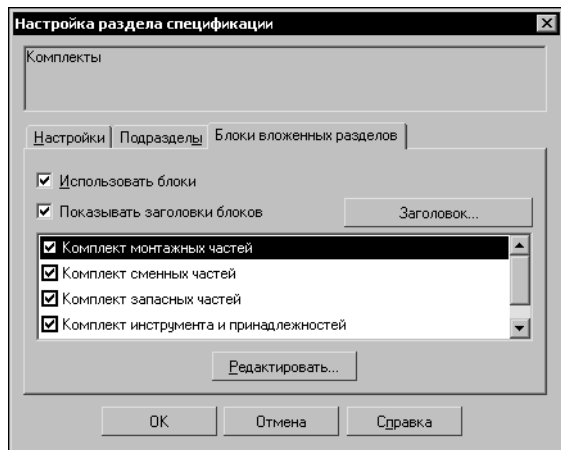 Настройка раздела спецификации
Комплекты
Настройки Подразделы Блоки вложенных разделов
Использовать блоки
Показывать заголовки блоков Заголовок...
Комплект монтажных частей
Комплект сменных частей
Комплект запасных частей
Комплект инструмента и принадлежностей
Редактировать...
OK Отмена Справка